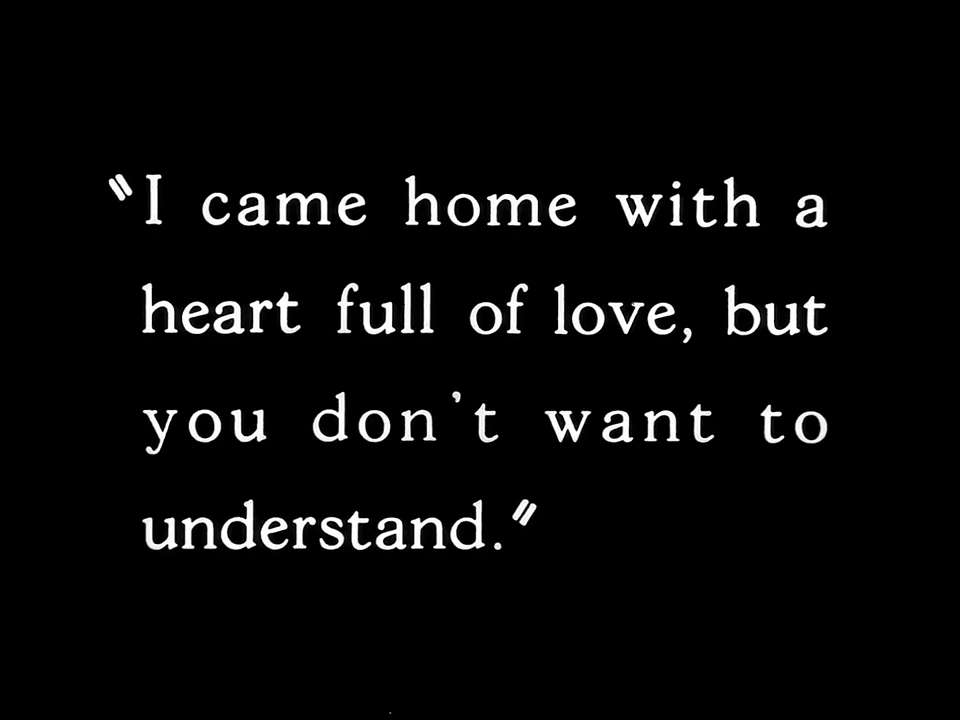 "I came home with a
heart full of love, but
you don't want to
understand."